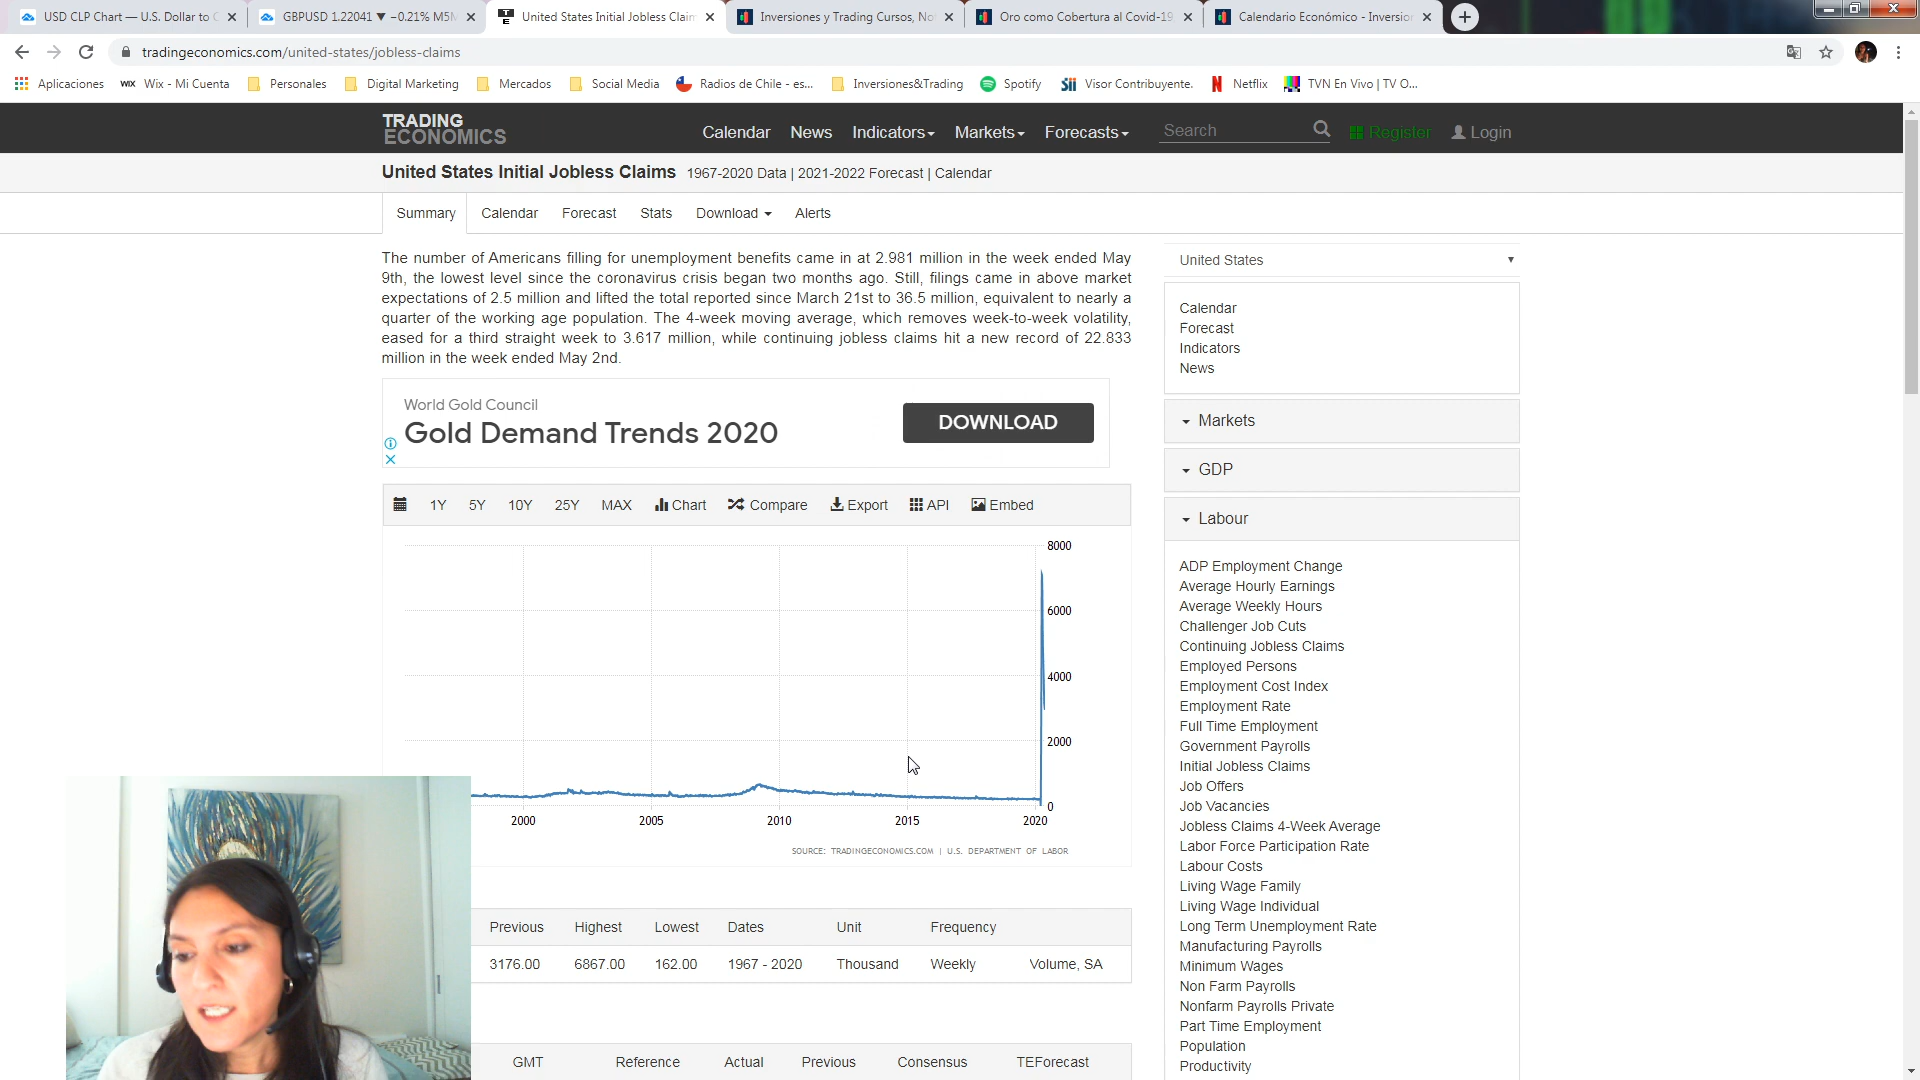 USD CLP Chart — U.S. Dollar to C
GBPUSD 1.22041 ▼ −0.21% M5M
United States Initial Jobless Claim
Inversiones y Trading Cursos, No
Oro como Cobertura al Covid-19
Calendario Económico - Inversio
tradingeconomics.com/united-states/jobless-claims
Aplicaciones
WIX Wix - Mi Cuenta
Personales
Digital Marketing
Mercados
Social Media
Radios de Chile - es...
Inversiones&Trading
Spotify
Sii Visor Contribuyente.
N Netflix
TVN En Vivo | TV O...
TRADING
ECONOMICS
Calendar News Indicators Markets Forecasts Search Register Login
United States Initial Jobless Claims 1967-2020 Data | 2021-2022 Forecast | Calendar
Summary Calendar Forecast Stats Download Alerts
The number of Americans filling for unemployment benefits came in at 2.981 million in the week ended May
9th, the lowest level since the coronavirus crisis began two months ago. Still, filings came in above market
expectations of 2.5 million and lifted the total reported since March 21st to 36.5 million, equivalent to nearly a
quarter of the working age population. The 4-week moving average, which removes week-to-week volatility,
eased for a third straight week to 3.617 million, while continuing jobless claims hit a new record of 22.833
million in the week ended May 2nd.
World Gold Council
Gold Demand Trends 2020
DOWNLOAD
1Y 5Y 10Y 25Y MAX Chart Compare Export API Embed
8000
6000
4000
2000
0
2000 2005 2010 2015 2020
SOURCE: TRADINGECONOMICS.COM | U.S. DEPARTMENT OF LABOR
Previous Highest Lowest Dates Unit Frequency
3176.00 6867.00 162.00 1967 - 2020 Thousand Weekly Volume, SA
GMT Reference Actual Previous Consensus TEForecast
United States
Calendar
Forecast
Indicators
News
Markets
GDP
Labour
ADP Employment Change
Average Hourly Earnings
Average Weekly Hours
Challenger Job Cuts
Continuing Jobless Claims
Employed Persons
Employment Cost Index
Employment Rate
Full Time Employment
Government Payrolls
Initial Jobless Claims
Job Offers
Job Vacancies
Jobless Claims 4-Week Average
Labor Force Participation Rate
Labour Costs
Living Wage Family
Living Wage Individual
Long Term Unemployment Rate
Manufacturing Payrolls
Minimum Wages
Non Farm Payrolls
Nonfarm Payrolls Private
Part Time Employment
Population
Productivity